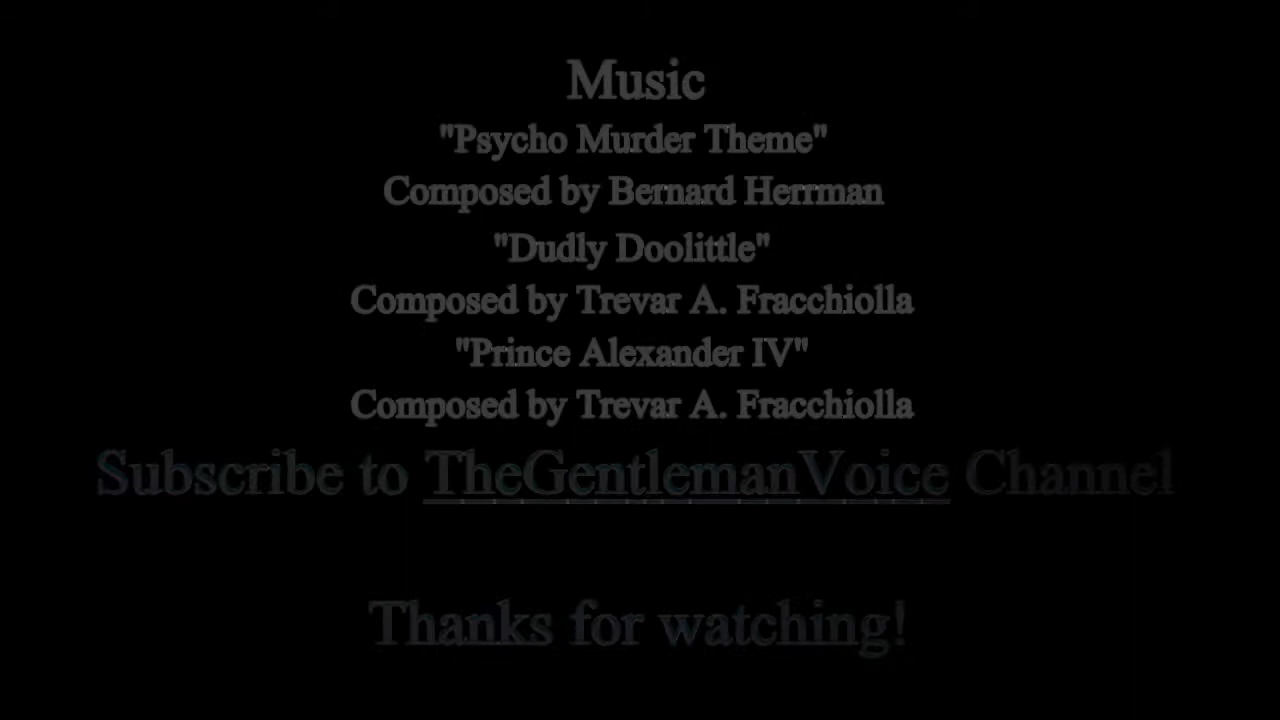 Music
"Psycho Murder Theme"
Composed by Bernard Herrman
"Dudly Doolittle"
Composed by Trevar A. Fracchiolla
"Prince Alexander IV"
Composed by Trevar A. Fracchiolla
Subscribe to TheGentlemanVoice Channel
Thanks for watching!